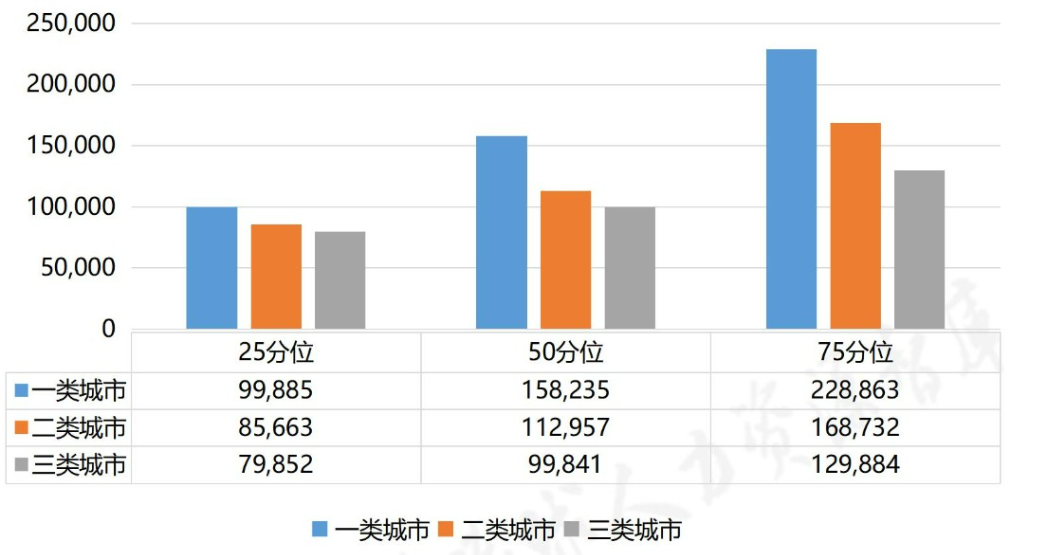 250,000
200,000
150,000
100,000
50,000
0
25分位 50分位 75分位
一类城市 99,885 158,235 228,863
二类城市 85,663 112,957 168,732
三类城市 79,852 99,841 129,884
一类城市 二类城市 三类城市